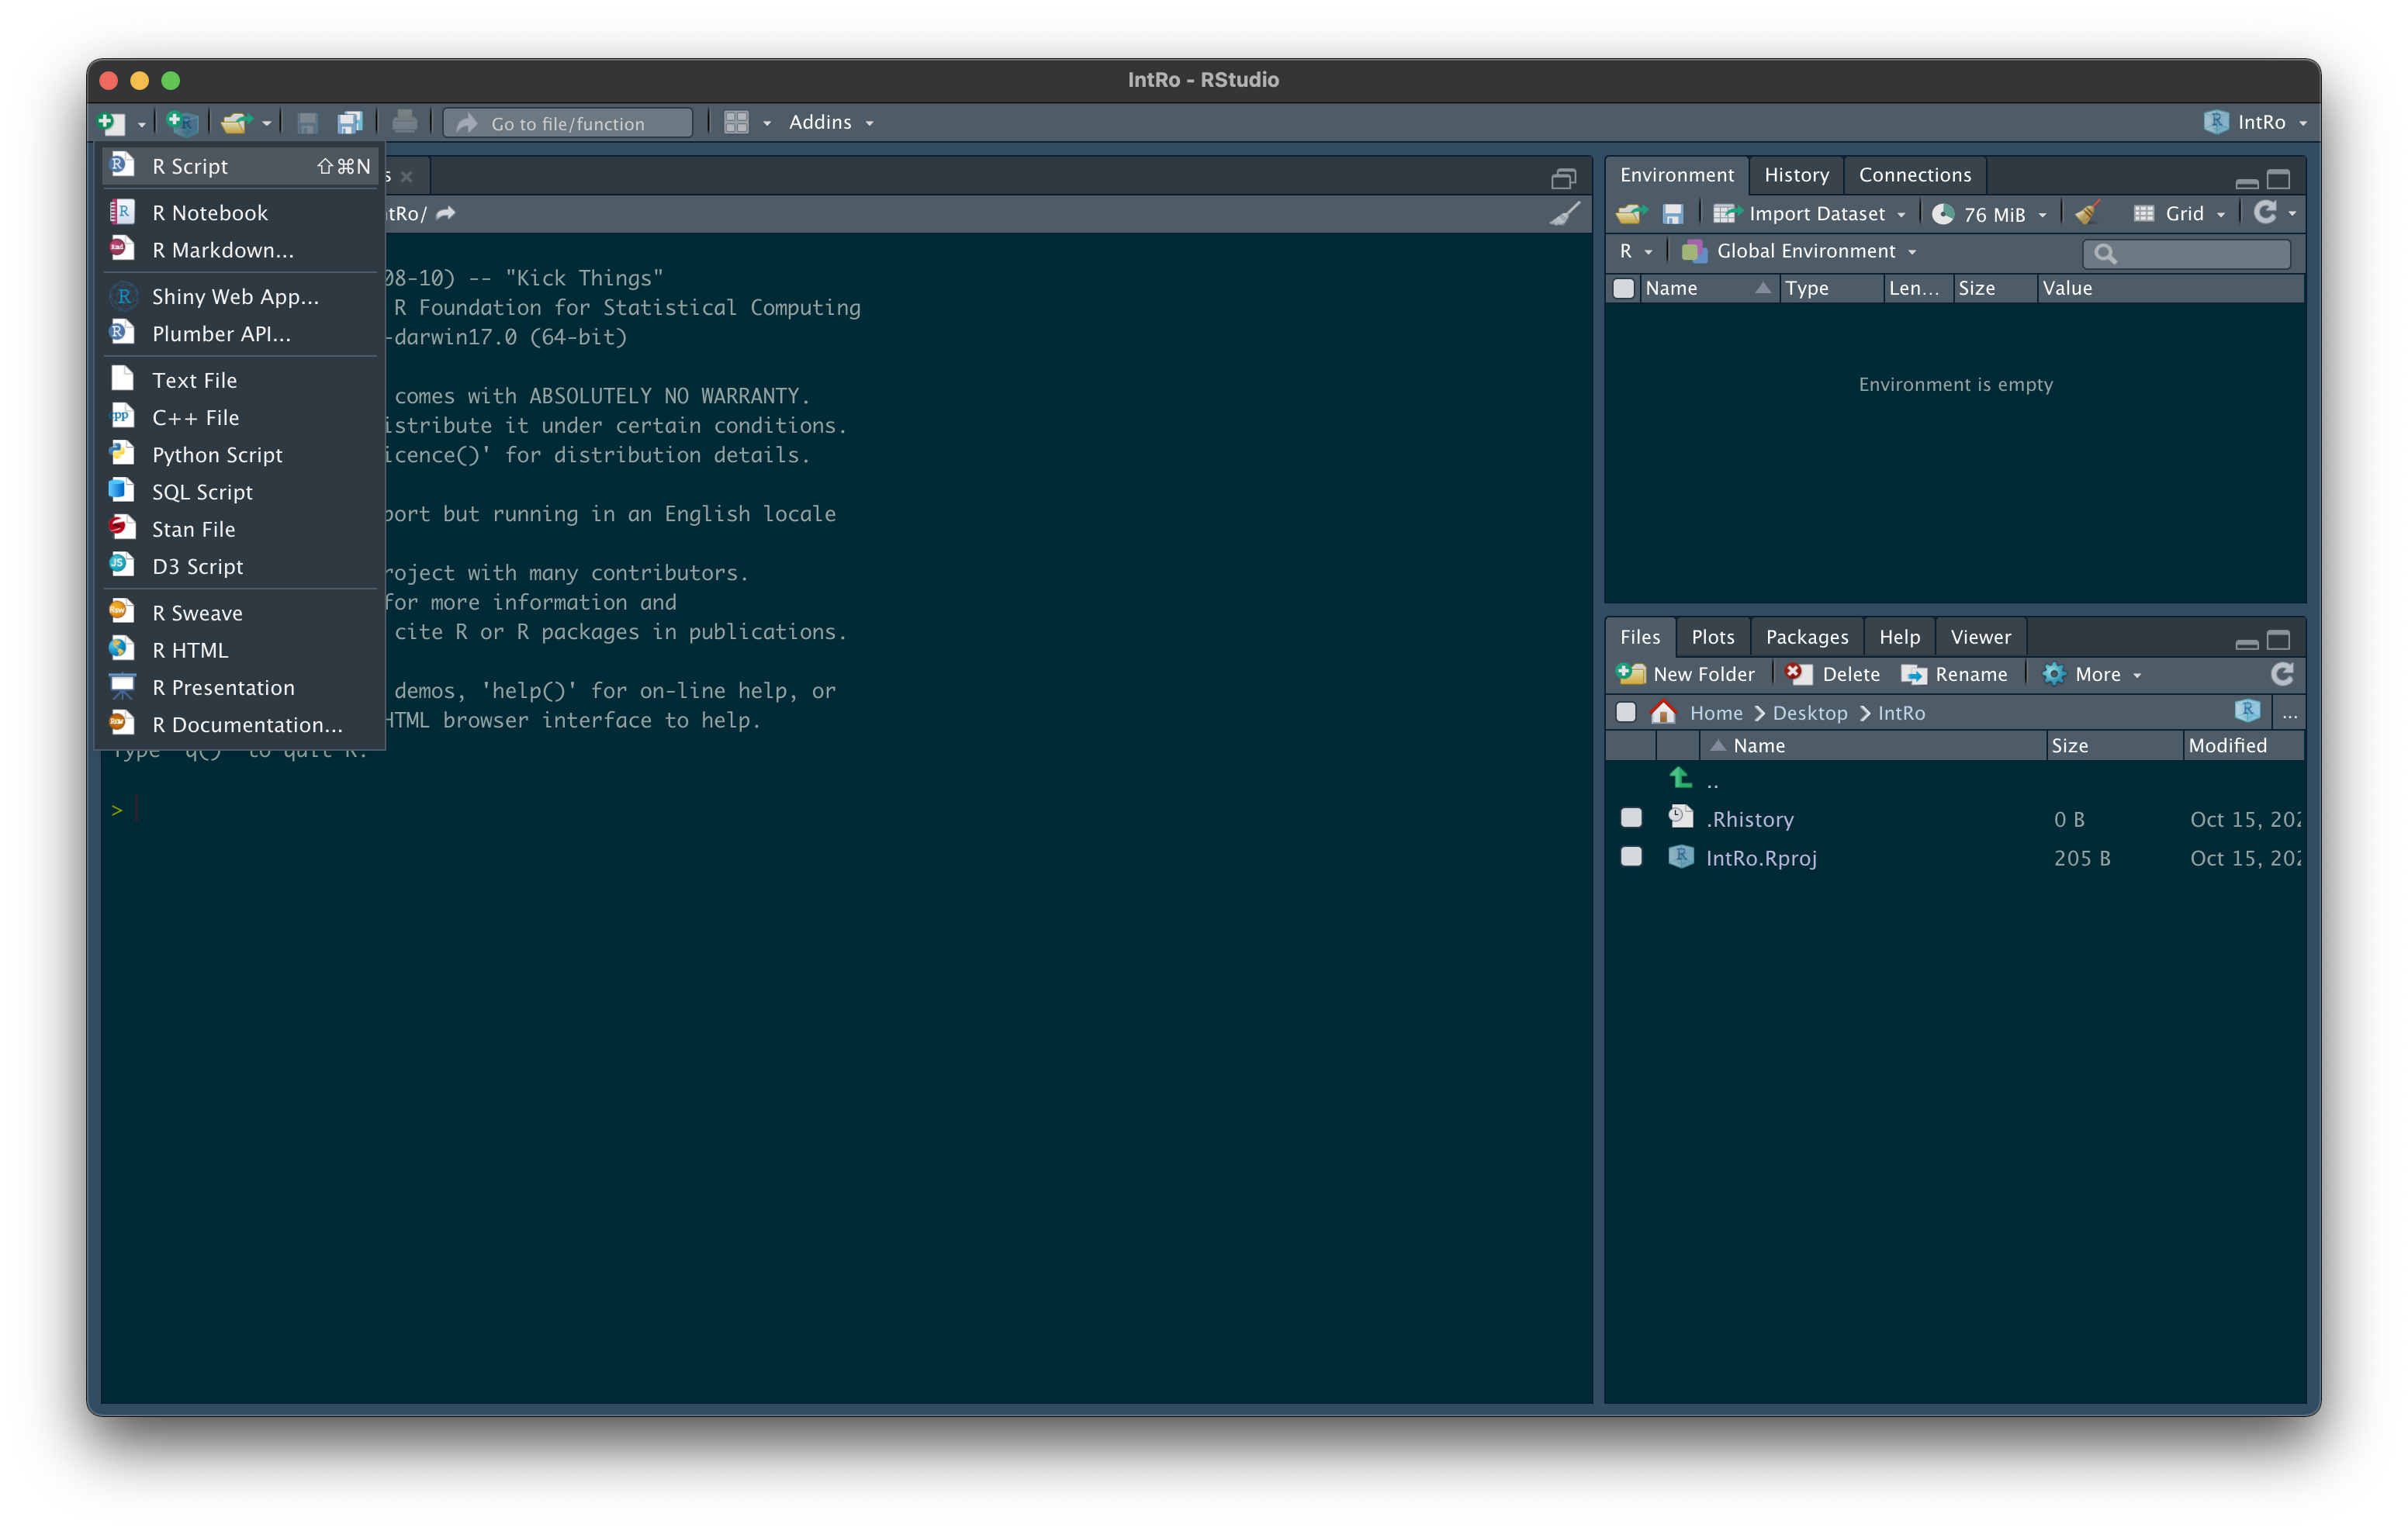 IntRo - RStudio
Go to file/function
Addins
IntRo
R Script ⇧⌘N
R Notebook
R Markdown...
Shiny Web App...
Plumber API...
Text File
C++ File
Python Script
SQL Script
Stan File
D3 Script
R Sweave
R HTML
R Presentation
R Documentation...
s
tRo/
08-10) -- "Kick Things"
R Foundation for Statistical Computing
-darwin17.0 (64-bit)
comes with ABSOLUTELY NO WARRANTY.
istribute it under certain conditions.
icence()' for distribution details.
port but running in an English locale
roject with many contributors.
for more information and
cite R or R packages in publications.
demos, 'help()' for on-line help, or
HTML browser interface to help.
Type 'q()' to quit R.
>
Environment History Connections
Import Dataset 76 MiB Grid
R Global Environment
Name Type Len... Size Value
Environment is empty
Files Plots Packages Help Viewer
New Folder Delete Rename More
Home Desktop IntRo ...
Name Size Modified
..
.Rhistory 0 B Oct 15, 202
IntRo.Rproj 205 B Oct 15, 202